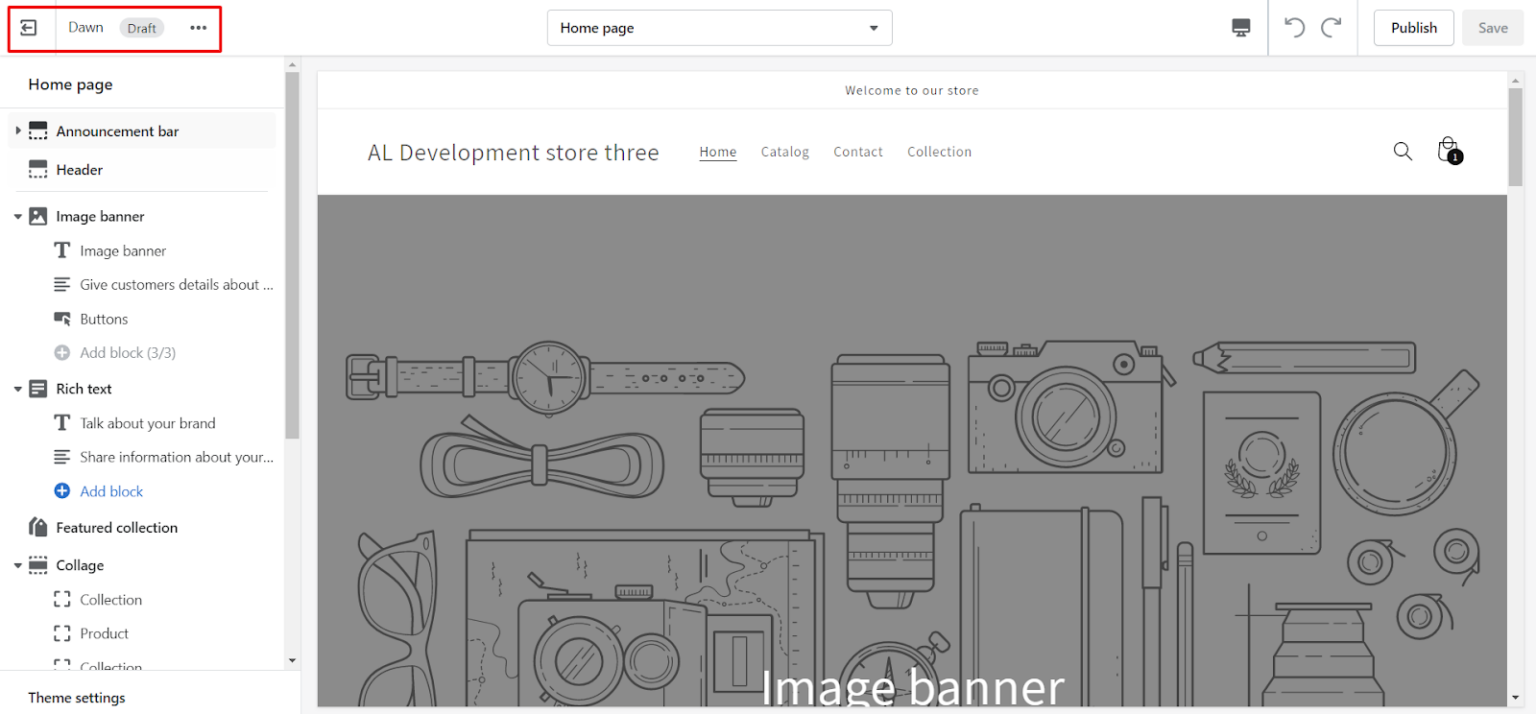 Dawn Draft
Home page
Publish
Save
Home page
Announcement bar
Header
Image banner
Image banner
Give customers details about ...
Buttons
Add block (3/3)
Rich text
Talk about your brand
Share information about your...
Add block
Featured collection
Collage
Collection
Product
Collection
Theme settings
Welcome to our store
AL Development store three
Home Catalog Contact Collection
1
Image banner